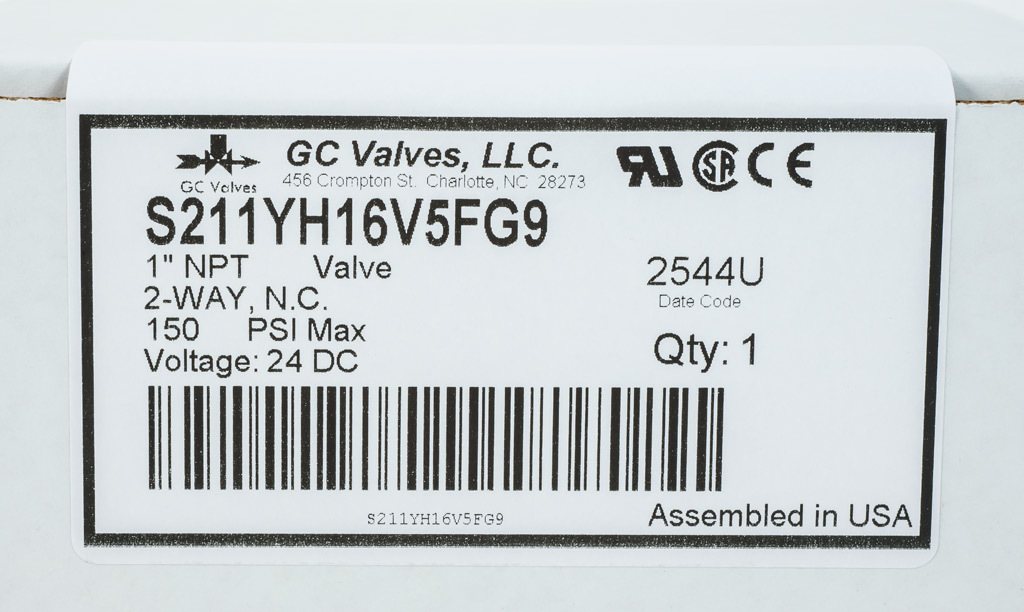 GC Valves, LLC.
456 Crompton St. Charlotte, NC 28273
GC Valves
S211YH16V5FG9
1" NPT Valve
2-WAY, N.C.
150 PSI Max
Voltage: 24 DC
2544U
Date Code
Qty: 1
S211YH16V5FG9
Assembled in USA